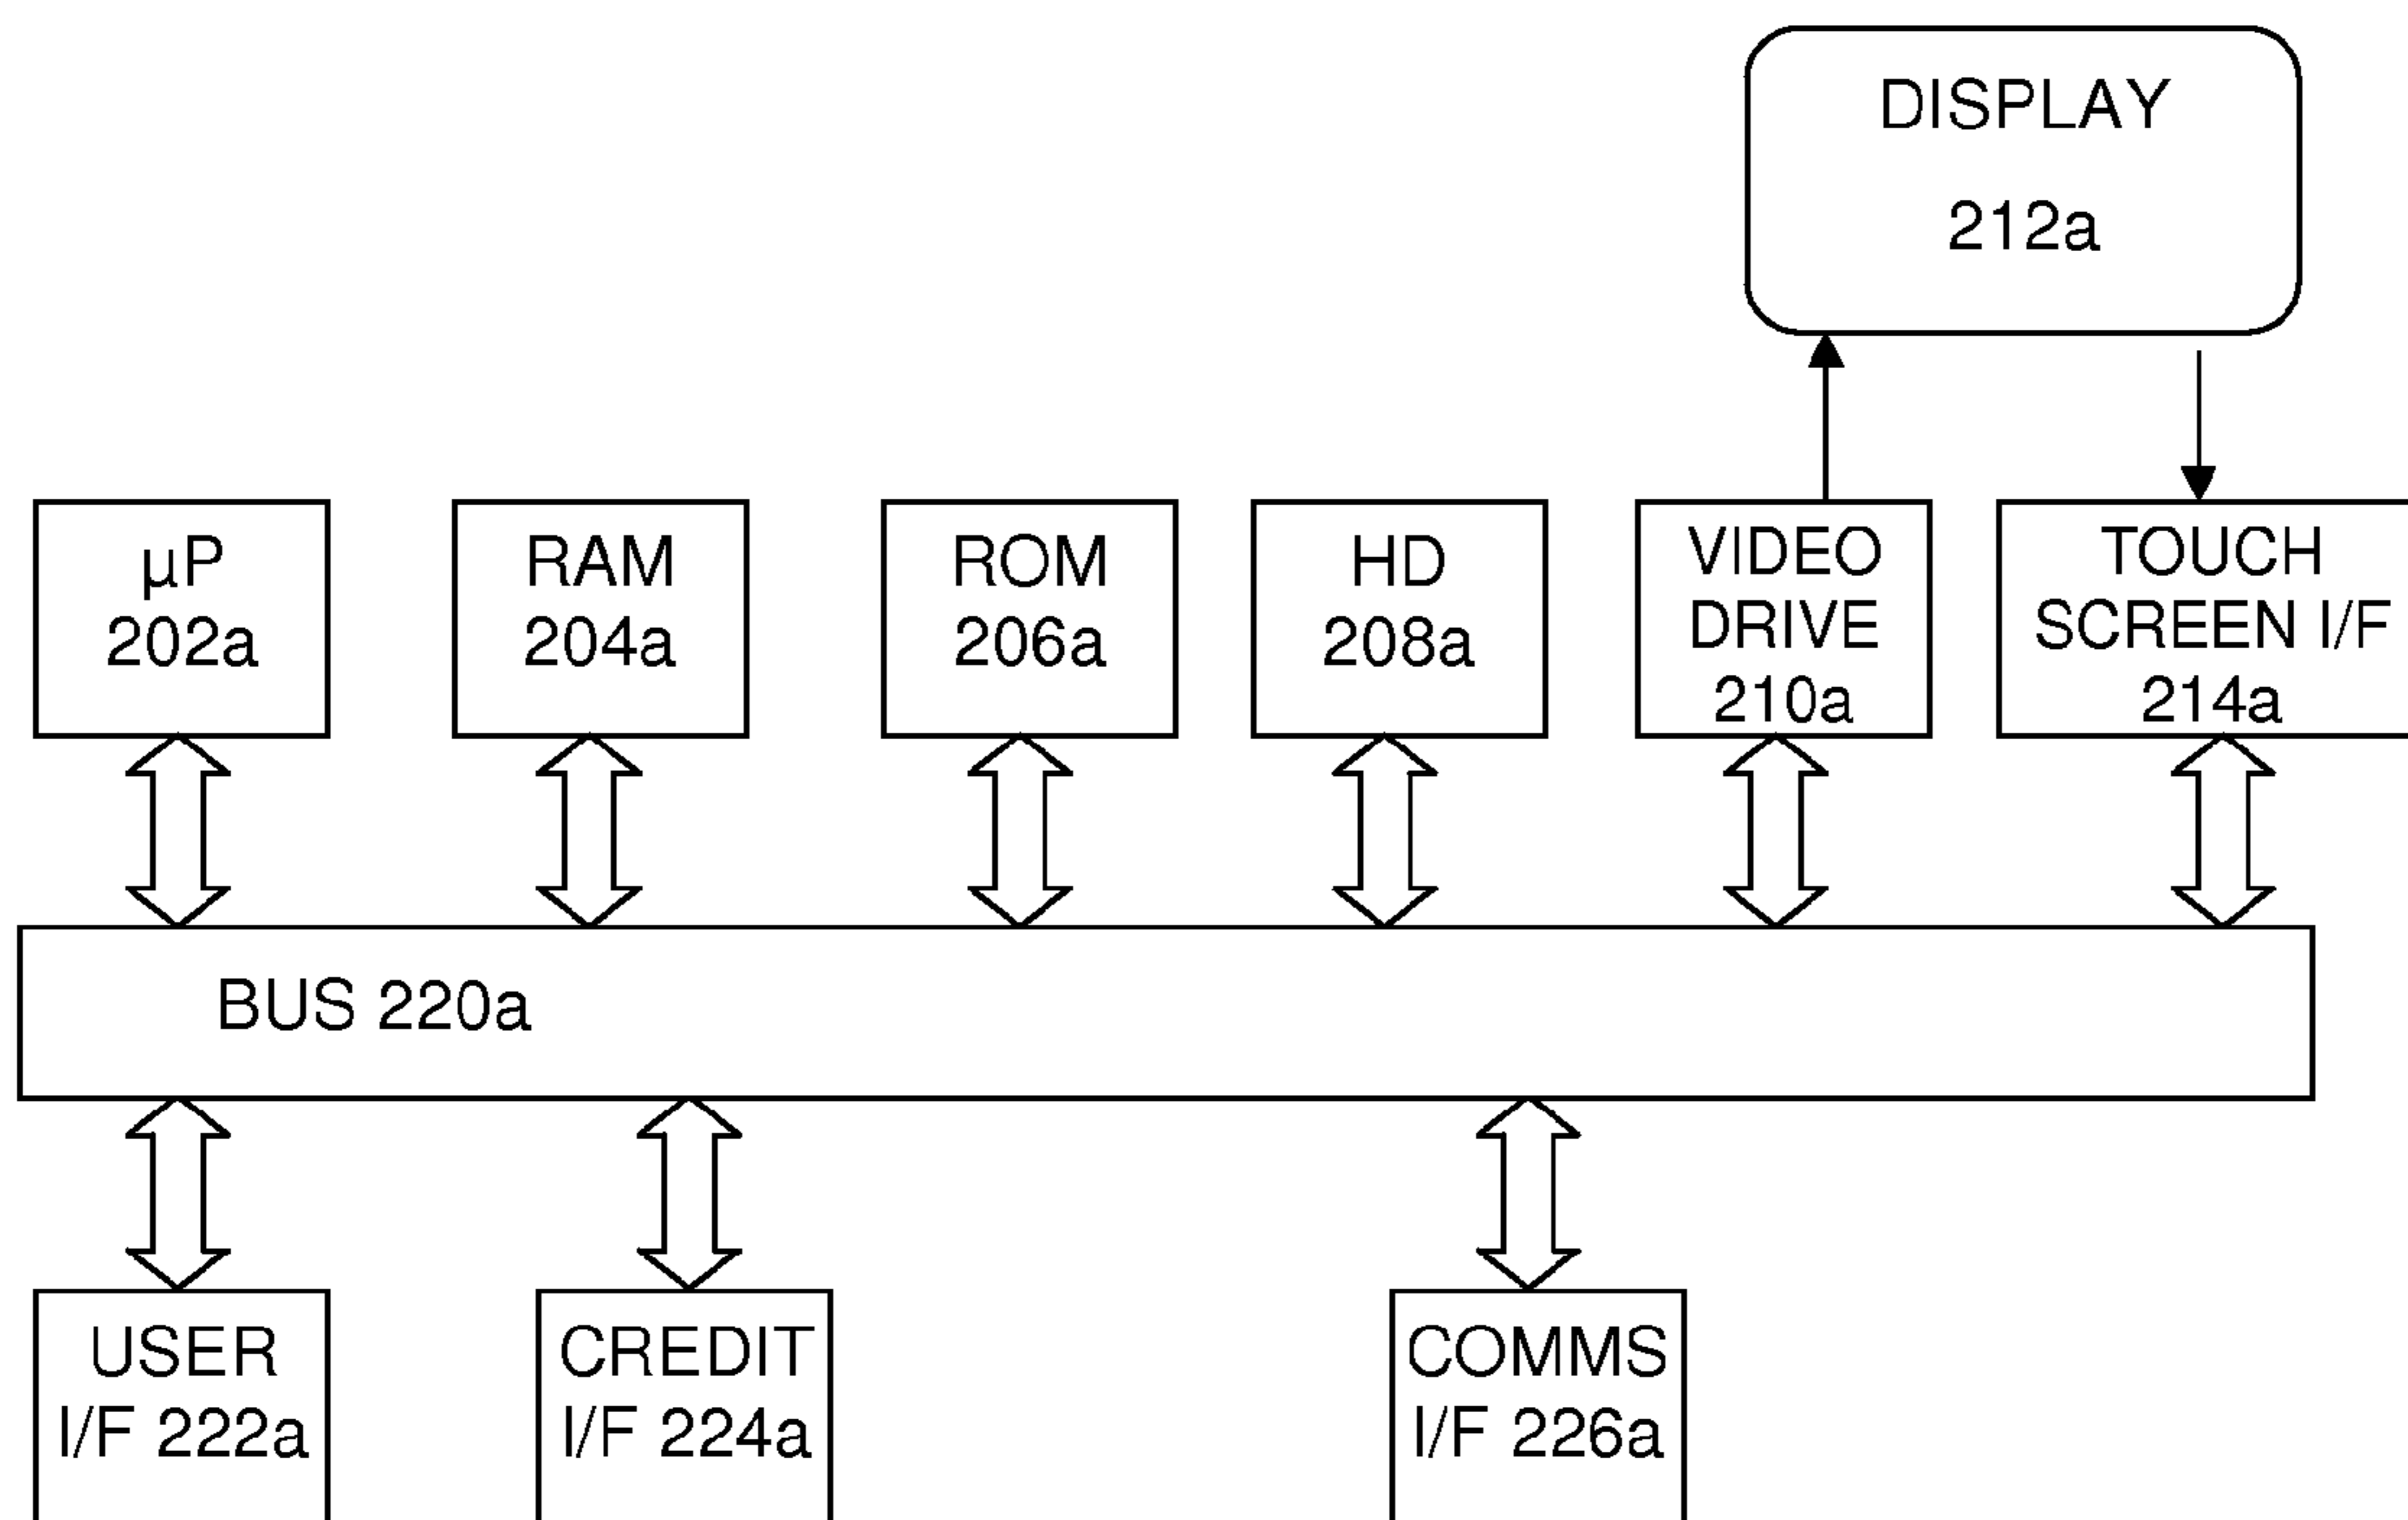 DISPLAY
212a
µP
202a
RAM
204a
ROM
206a
HD
208a
VIDEO
DRIVE
210a
TOUCH
SCREEN I/F
214a
BUS 220a
USER
I/F 222a
CREDIT
I/F 224a
COMMS
I/F 226a